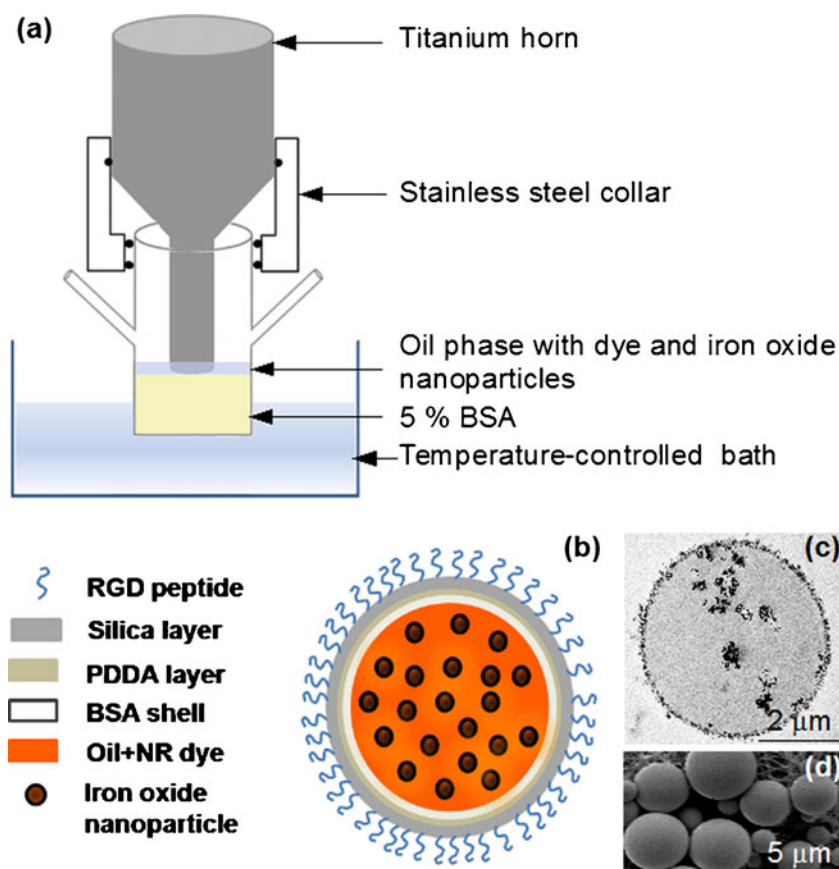 (a)
Titanium horn
Stainless steel collar
Oil phase with dye and iron oxide
nanoparticles
5 % BSA
Temperature-controlled bath
RGD peptide
Silica layer
PDDA layer
BSA shell
Oil+NR dye
Iron oxide
nanoparticle
(b)
(c)
2 μm
(d)
5 μm